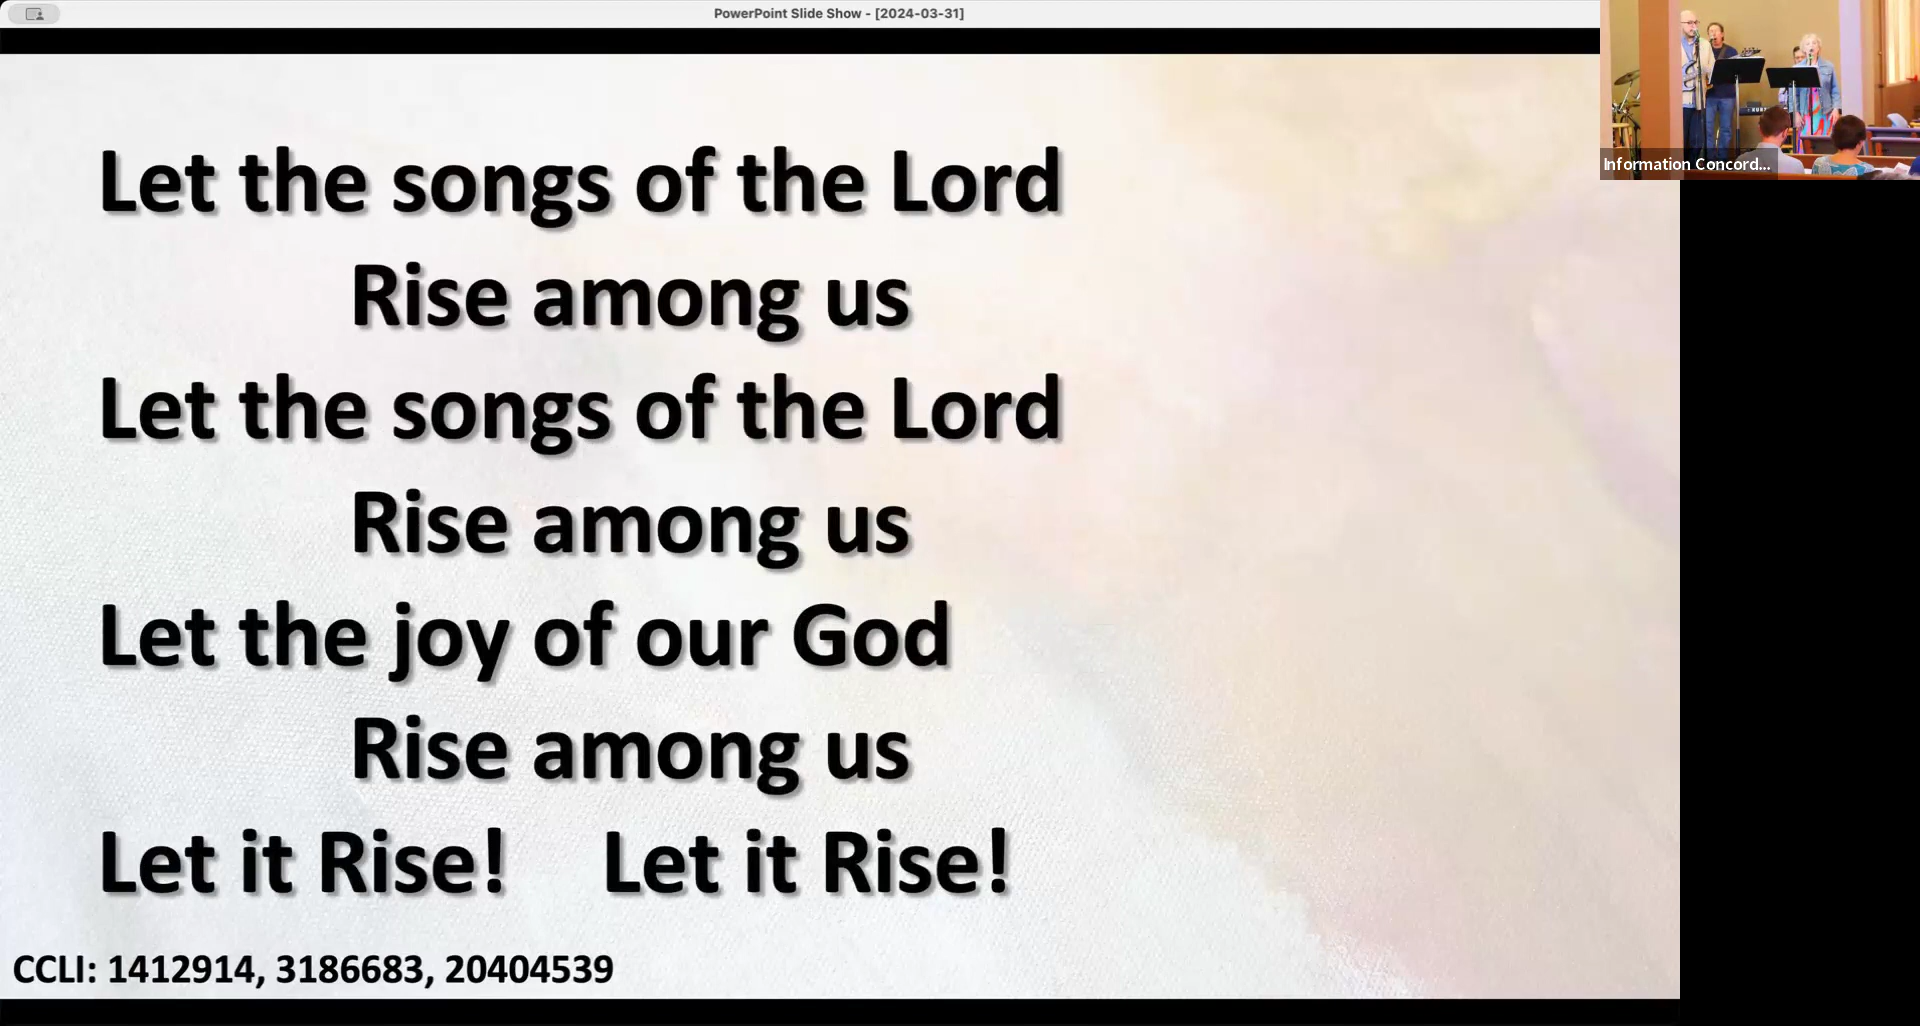 PowerPoint Slide Show - [2024-03-31]
Information Concord...
Let the songs of the Lord
Rise among us
Let the songs of the Lord
Rise among us
Let the joy of our God
Rise among us
Let it Rise! Let it Rise!
CCLI: 1412914, 3186683, 20404539